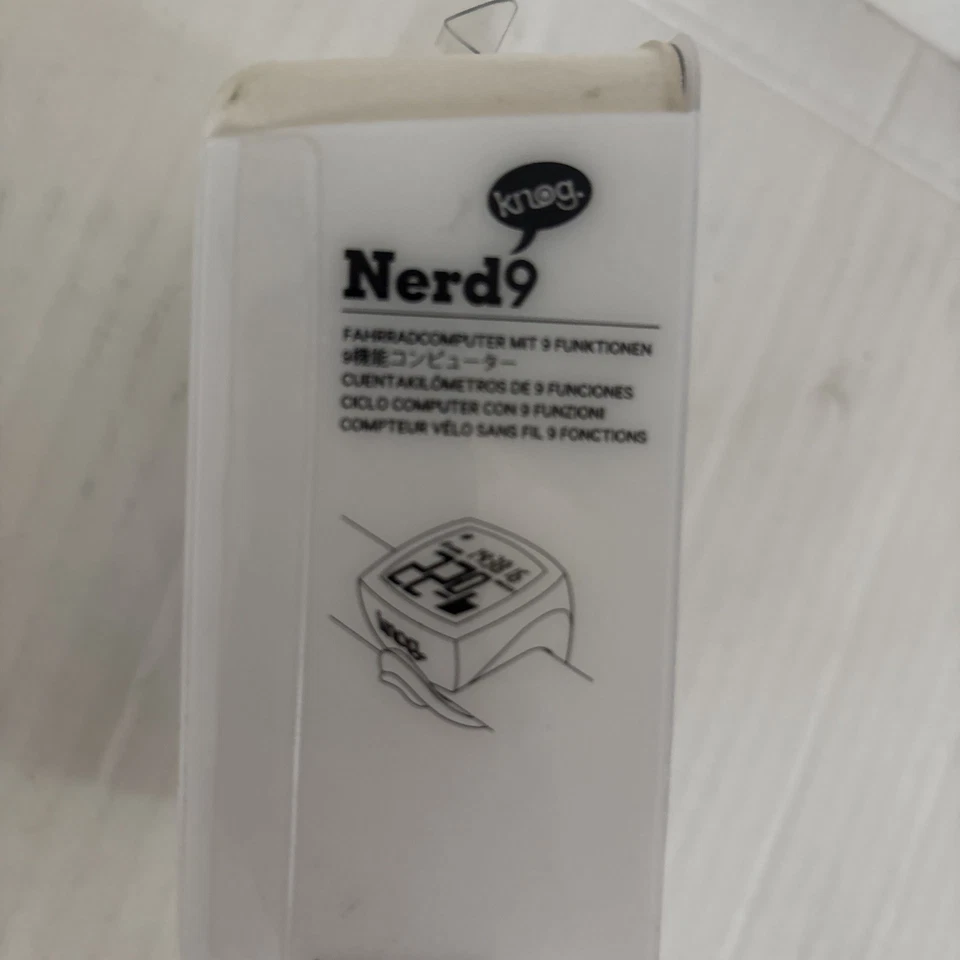 knog.
Nerd9
FAHRRADCOMPUTER MIT 9 FUNKTIONEN
9機能コンピューター
CUENTAKILÓMETROS DE 9 FUNCIONES
CICLO COMPUTER CON 9 FUNZIONI
COMPTEUR VÉLO SANS FIL 9 FONCTIONS
knog.